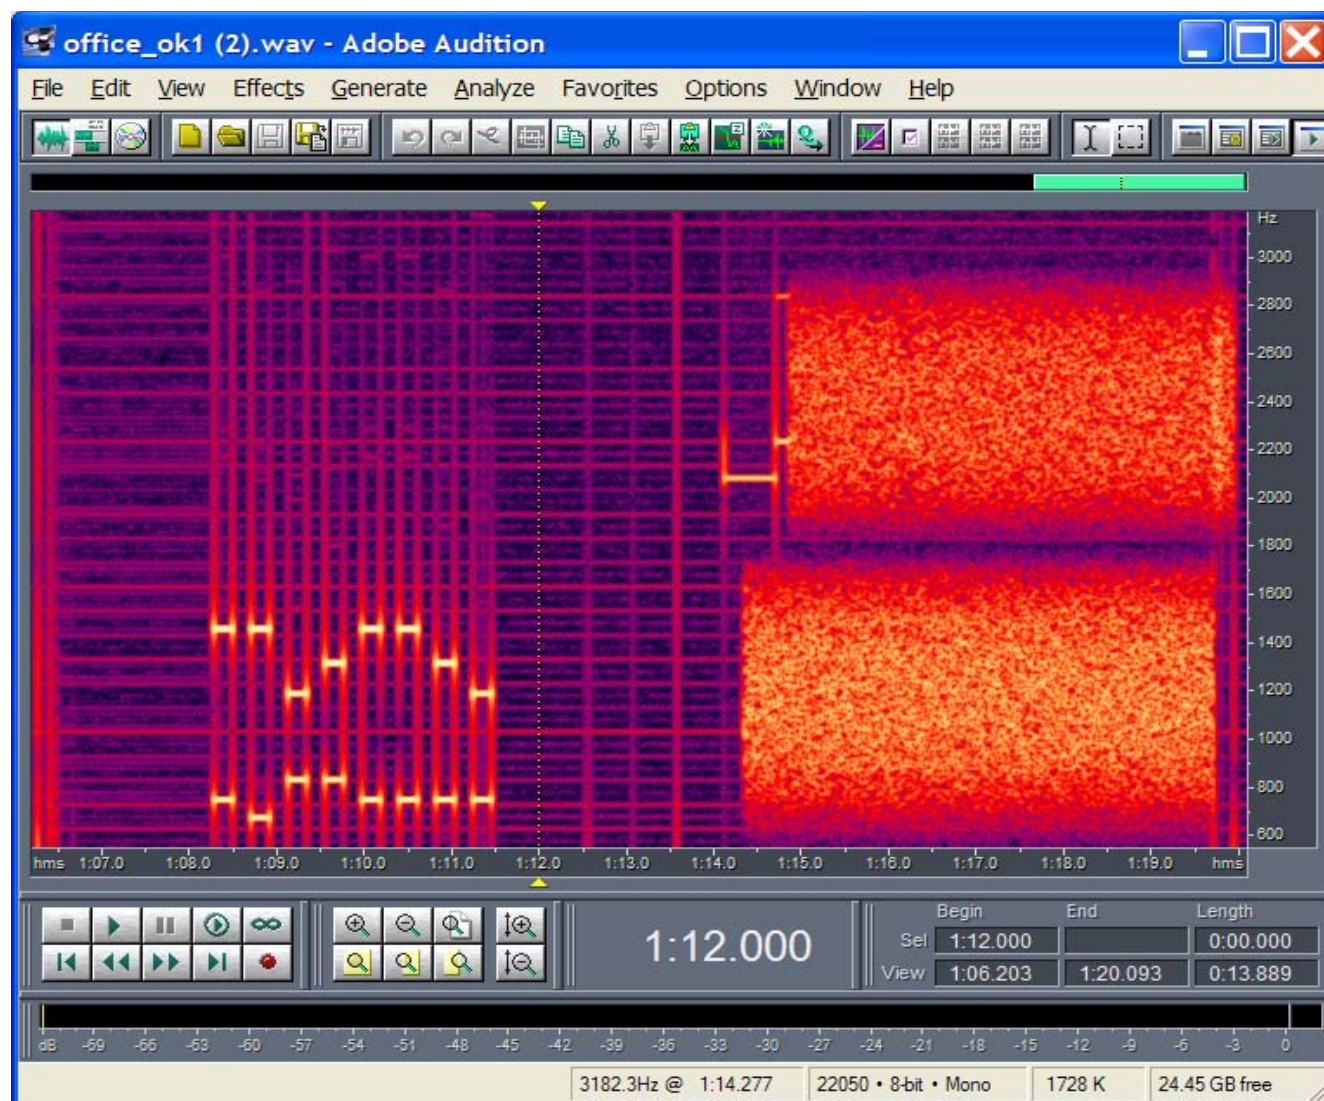 office_ok1 (2).wav - Adobe Audition
File Edit View Effects Generate Analyze Favorites Options Window Help
Hz
3000
2800
2600
2400
2200
2000
1800
1600
1400
1200
1000
800
600
hms 1:07.0 1:08.0 1:09.0 1:10.0 1:11.0 1:12.0 1:13.0 1:14.0 1:15.0 1:16.0 1:17.0 1:18.0 1:19.0 hms
1:12.000
Begin End Length
Sel 1:12.000 0:00.000
View 1:06.203 1:20.093 0:13.889
dB -69 -66 -63 -60 -57 -54 -51 -48 -45 -42 -39 -36 -33 -30 -27 -24 -21 -18 -15 -12 -9 -6 -3 0
3182.3Hz @ 1:14.277 22050 • 8-bit • Mono 1728 K 24.45 GB free